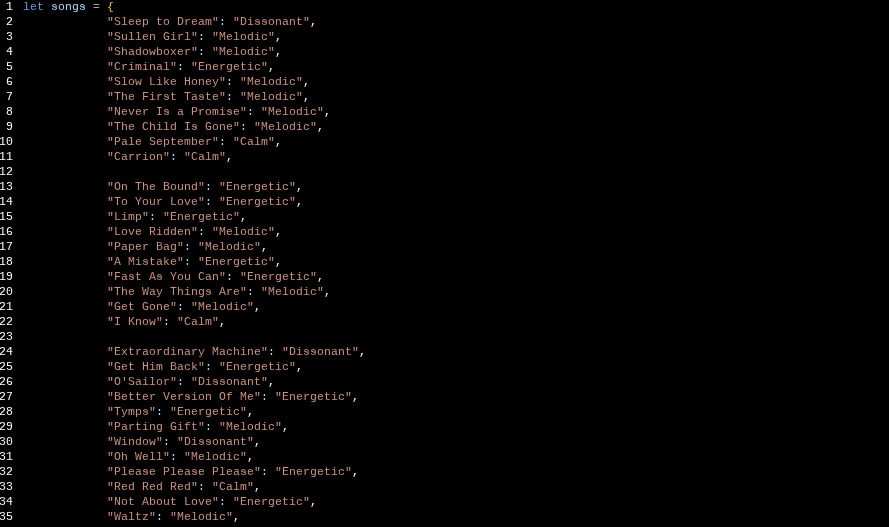 1 let songs = {
2 "Sleep to Dream": "Dissonant",
3 "Sullen Girl": "Melodic",
4 "Shadowboxer": "Melodic",
5 "Criminal": "Energetic",
6 "Slow Like Honey": "Melodic",
7 "The First Taste": "Melodic",
8 "Never Is a Promise": "Melodic",
9 "The Child Is Gone": "Melodic",
10 "Pale September": "Calm",
11 "Carrion": "Calm",
12
13 "On The Bound": "Energetic",
14 "To Your Love": "Energetic",
15 "Limp": "Energetic",
16 "Love Ridden": "Melodic",
17 "Paper Bag": "Melodic",
18 "A Mistake": "Energetic",
19 "Fast As You Can": "Energetic",
20 "The Way Things Are": "Melodic",
21 "Get Gone": "Melodic",
22 "I Know": "Calm",
23
24 "Extraordinary Machine": "Dissonant",
25 "Get Him Back": "Energetic",
26 "O'Sailor": "Dissonant",
27 "Better Version Of Me": "Energetic",
28 "Tymps": "Energetic",
29 "Parting Gift": "Melodic",
30 "Window": "Dissonant",
31 "Oh Well": "Melodic",
32 "Please Please Please": "Energetic",
33 "Red Red Red": "Calm",
34 "Not About Love": "Energetic",
35 "Waltz": "Melodic",